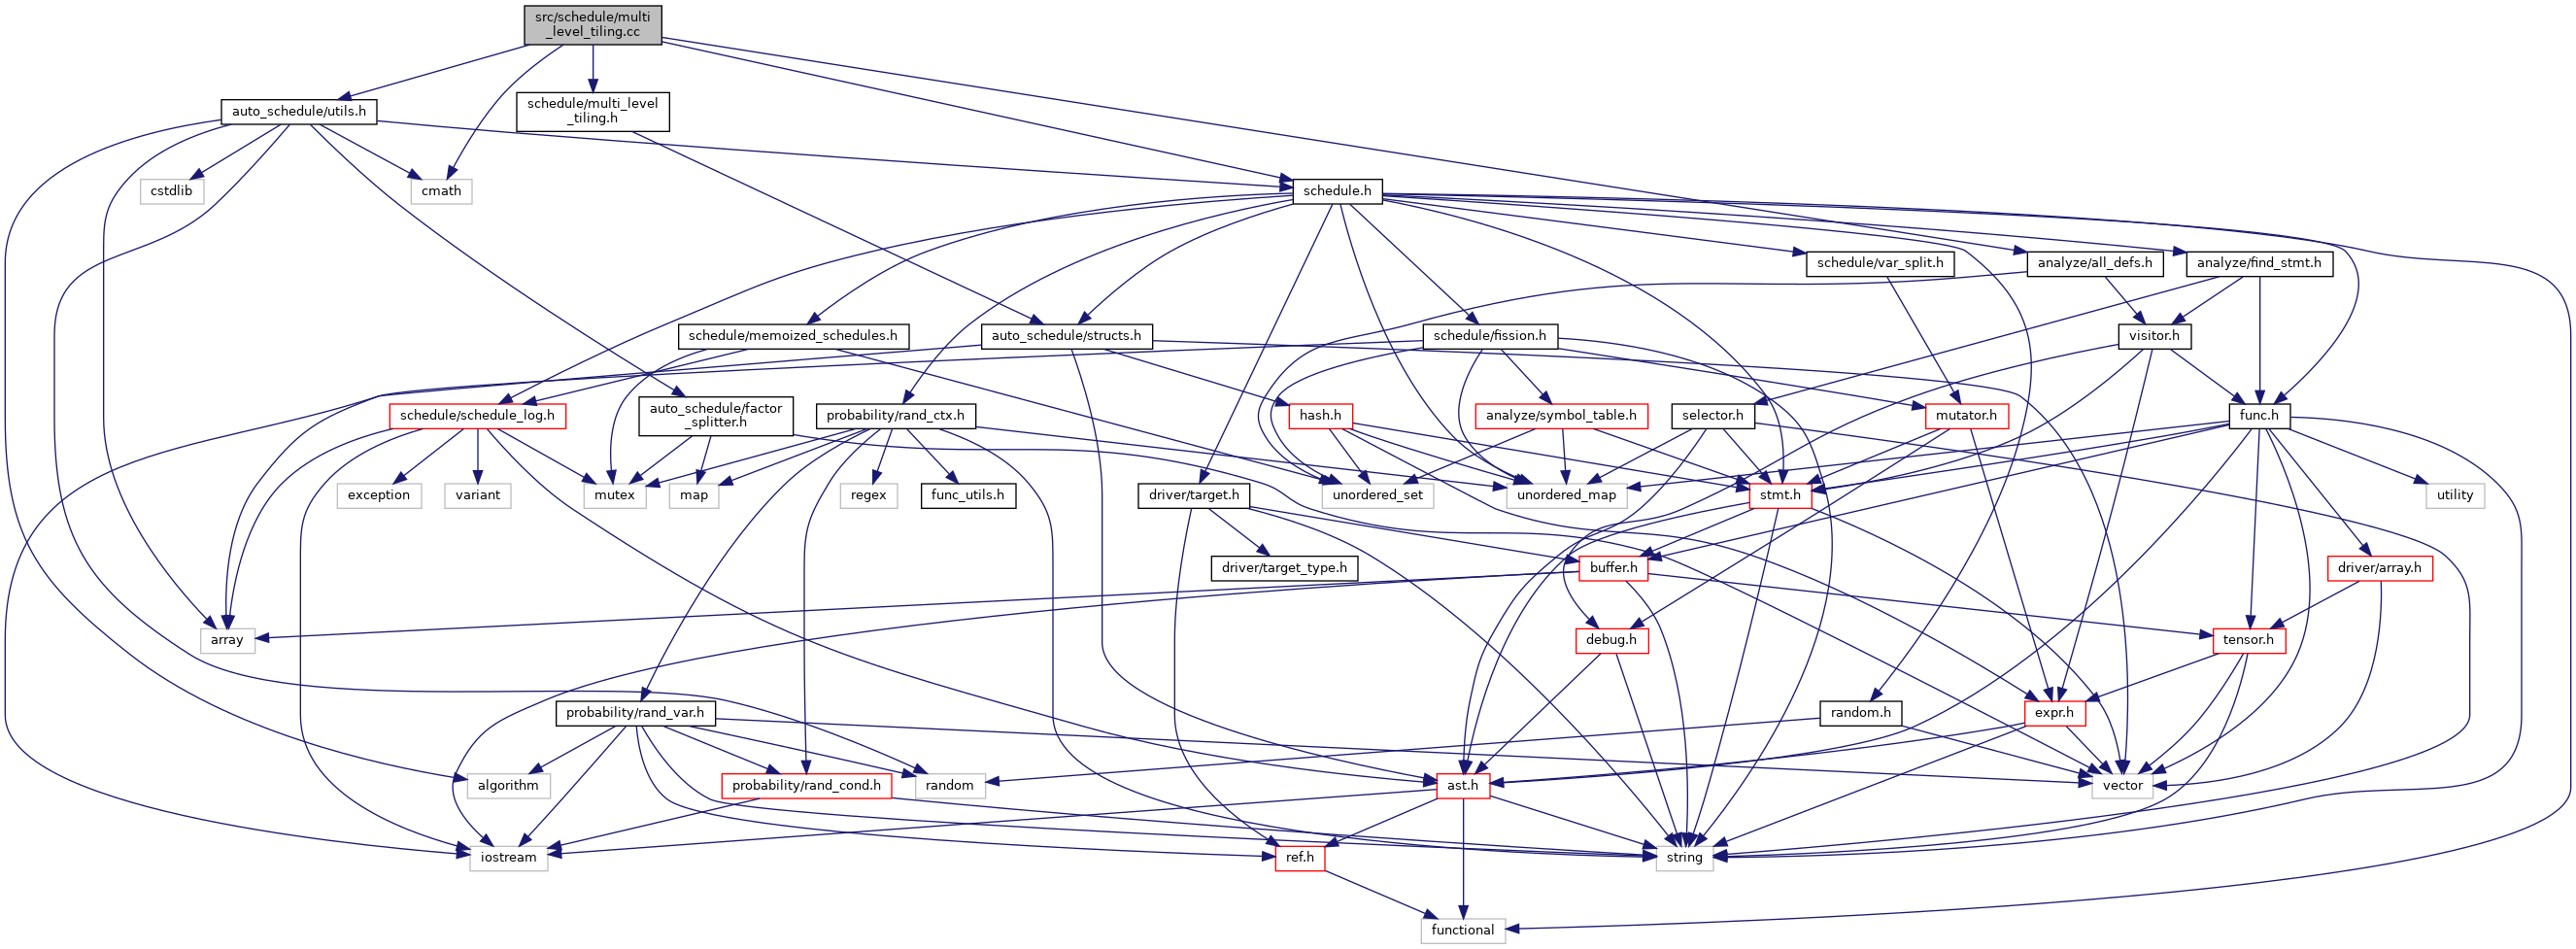 src/schedule/multi
_level_tiling.cc
auto_schedule/utils.h
schedule/multi_level
_tiling.h
cstdlib
cmath
schedule.h
schedule/var_split.h
analyze/all_defs.h
analyze/find_stmt.h
schedule/memoized_schedules.h
auto_schedule/structs.h
schedule/fission.h
visitor.h
schedule/schedule_log.h
auto_schedule/factor
_splitter.h
probability/rand_ctx.h
hash.h
analyze/symbol_table.h
selector.h
mutator.h
func.h
exception
variant
mutex
map
regex
func_utils.h
driver/target.h
unordered_set
unordered_map
stmt.h
utility
driver/target_type.h
buffer.h
driver/array.h
array
debug.h
tensor.h
probability/rand_var.h
random.h
expr.h
algorithm
probability/rand_cond.h
random
ast.h
vector
iostream
ref.h
string
functional